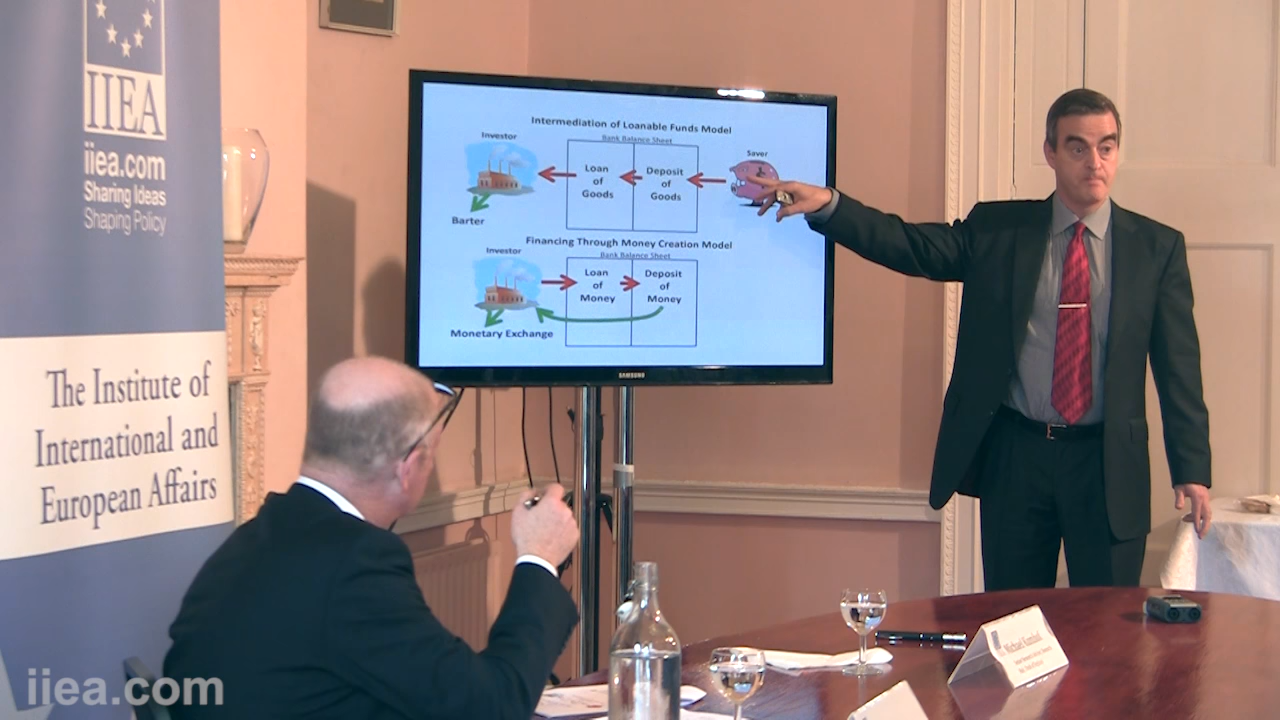 IIEA
iiea.com
Sharing Ideas
Shaping Policy
The Institute of
International and
European Affairs
Intermediation of Loanable Funds Model
Bank Balance Sheet
Investor
Saver
Loan
of
Goods
Deposit
of
Goods
Barter
Financing Through Money Creation Model
Bank Balance Sheet
Investor
Loan
of
Money
Deposit
of
Money
Monetary Exchange
SAMSUNG
Michael Kumhof
iiea.com